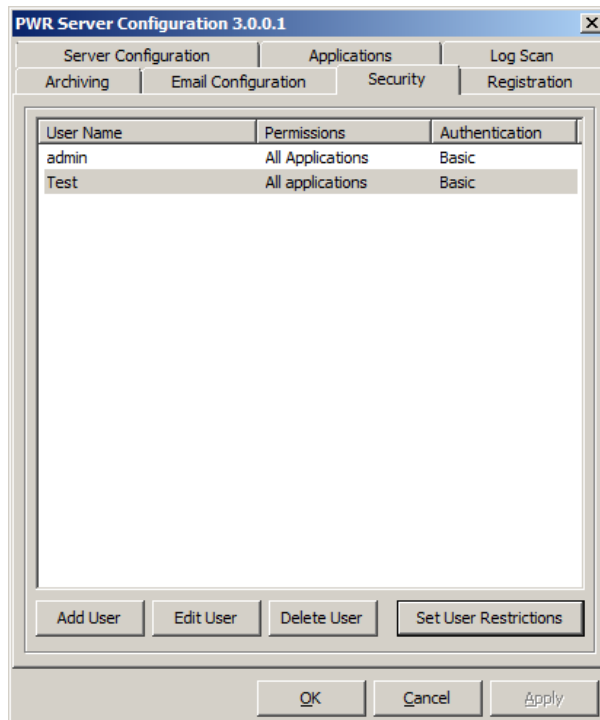 PWR Server Configuration 3.0.0.1
Server Configuration Applications Log Scan
Archiving Email Configuration Security Registration
User Name Permissions Authentication
admin All Applications Basic
Test All applications Basic
Add User Edit User Delete User Set User Restrictions
OK Cancel Apply